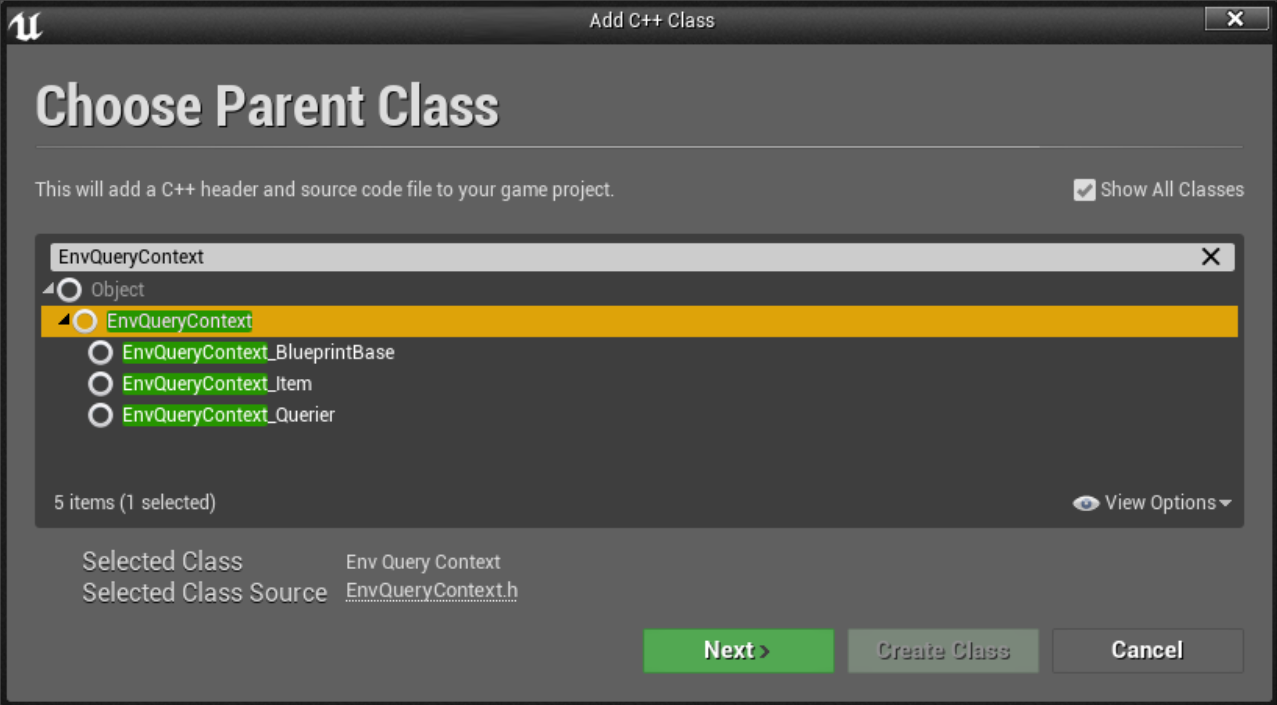 Add C++ Class
Choose Parent Class
This will add a C++ header and source code file to your game project.
Show All Classes
EnvQueryContext
Object
EnvQueryContext
EnvQueryContext_BlueprintBase
EnvQueryContext_Item
EnvQueryContext_Querier
5 items (1 selected)
View Options
Selected Class Env Query Context
Selected Class Source EnvQueryContext.h
Next > Create Class Cancel